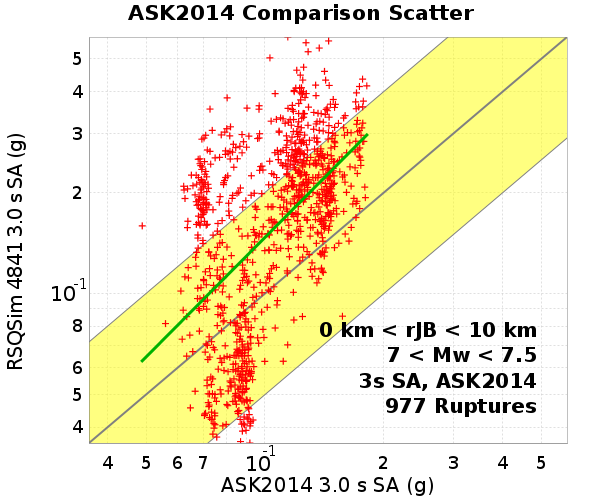 ASK2014 Comparison Scatter
RSQSim 4841 3.0 s SA (g)
5
4
3
2
10-1
8
6
5
4
0 km < rJB < 10 km
7 < Mw < 7.5
3s SA, ASK2014
977 Ruptures
4 5 6 7 10-1 2 3 4 5
ASK2014 3.0 s SA (g)